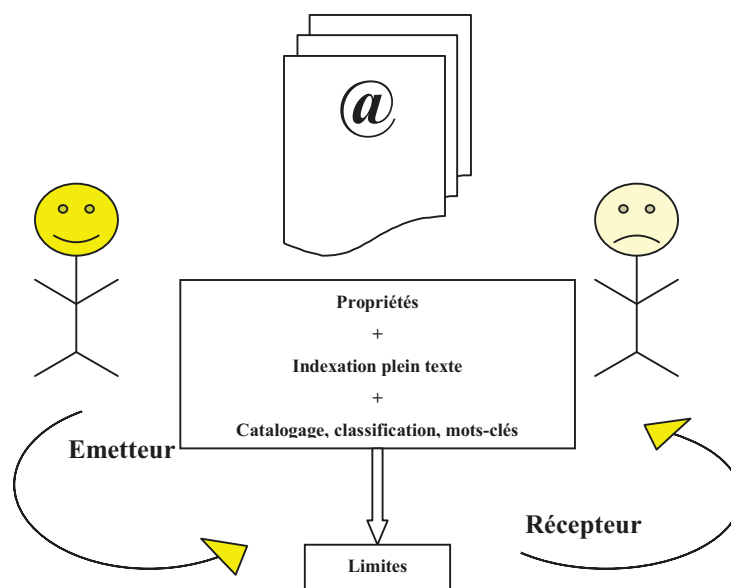 @
Propriétés
+
Indexation plein texte
+
Catalogage, classification, mots-clés
Emetteur
Récepteur
Limites